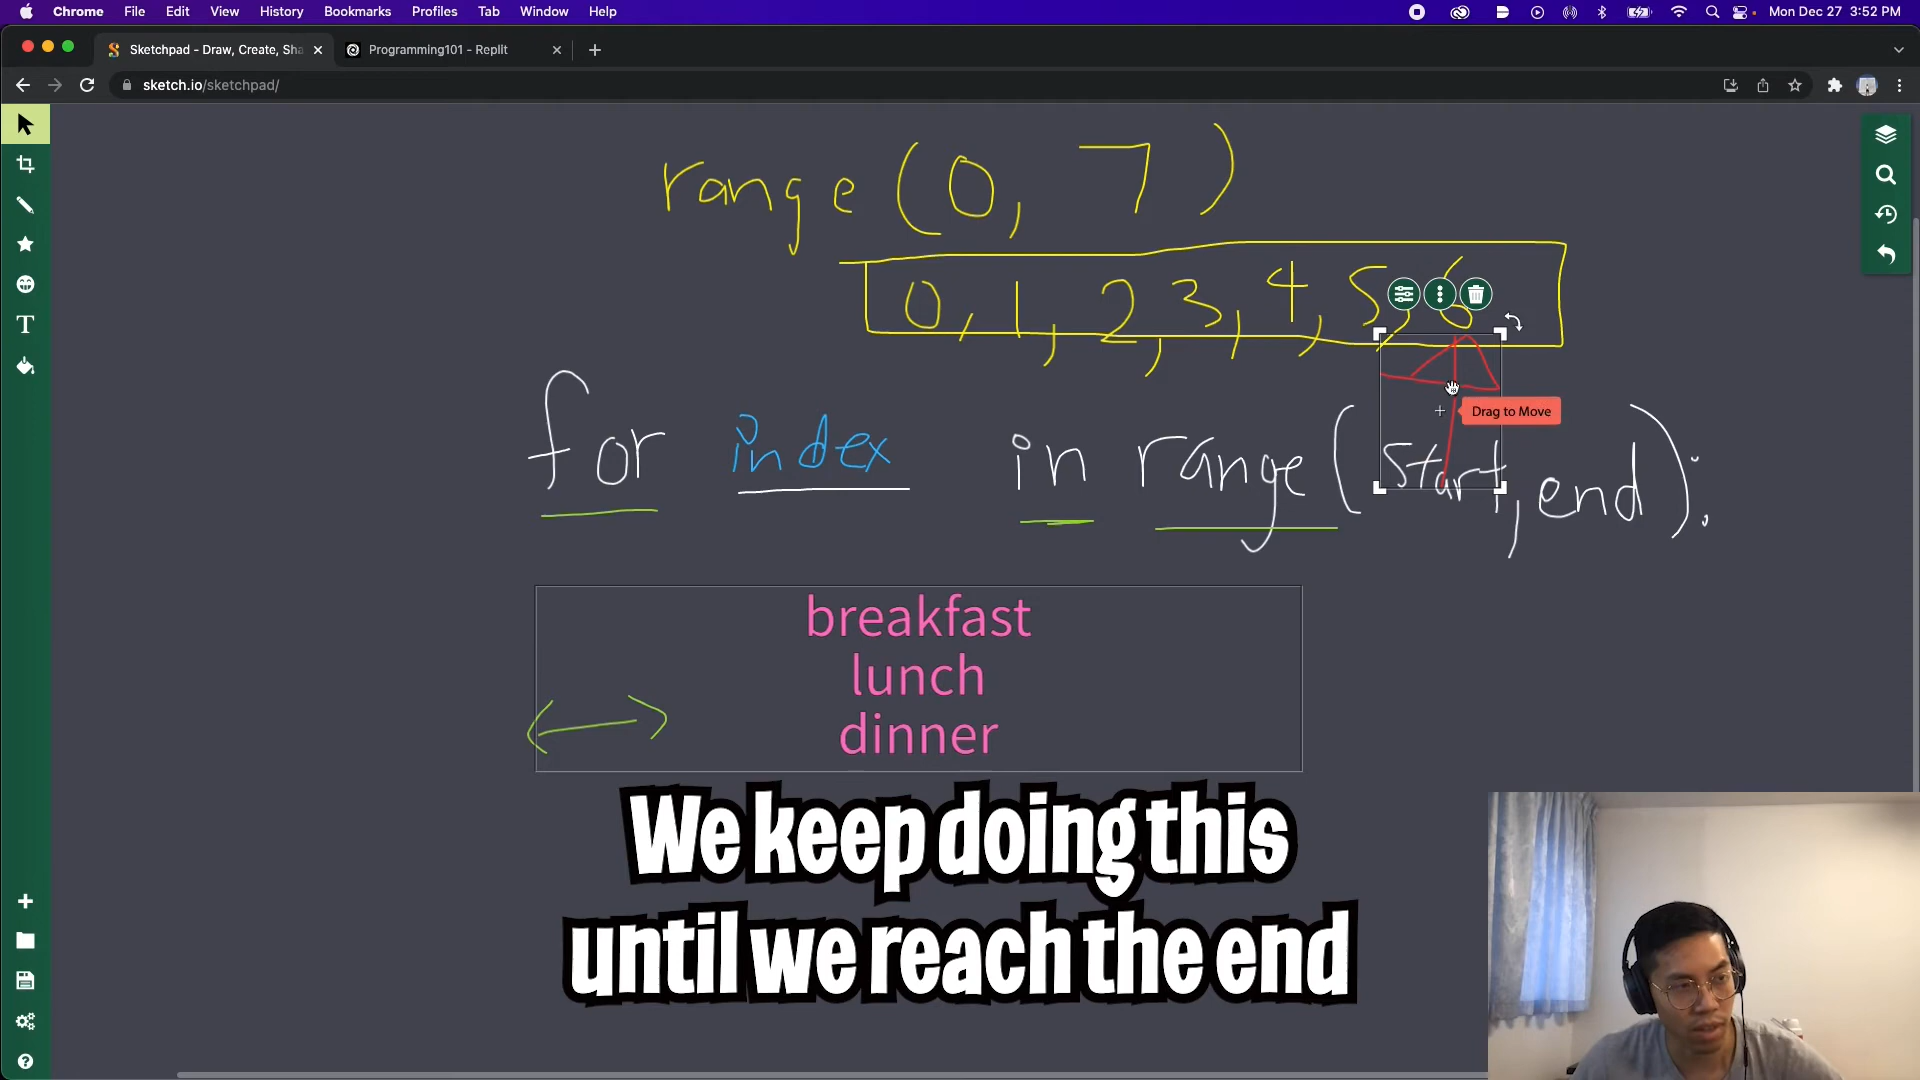 Chrome File Edit View History Bookmarks Profiles Tab Window Help Mon Dec 27 3:52 PM
Sketchpad - Draw, Create, Sha Programming101 - Replit
sketch.io/sketchpad/
range (0, 7)
0, 1, 2, 3, 4, 5, 6
Drag to Move
for index in range (start, end):
breakfast
lunch
dinner
We keep doing this
until we reach the end